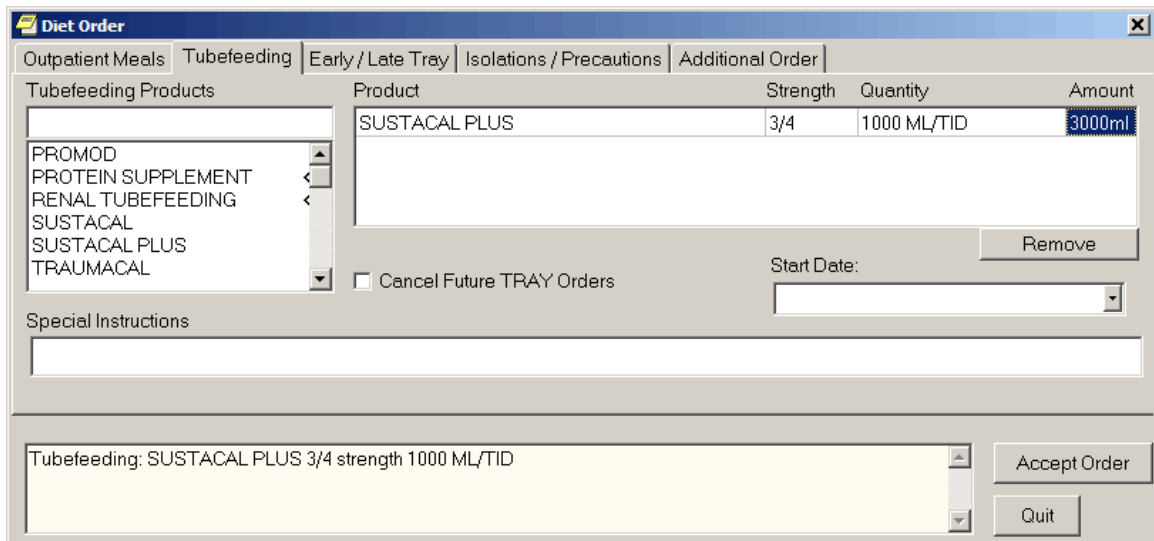 Diet Order
Outpatient Meals Tubefeeding Early / Late Tray Isolations / Precautions Additional Order
Tubefeeding Products Product Strength Quantity Amount
SUSTACAL PLUS 3/4 1000 ML/TID 3000ml
PROMOD
PROTEIN SUPPLEMENT <
RENAL TUBEFEEDING <
SUSTACAL
SUSTACAL PLUS
TRAUMACAL
Remove
Cancel Future TRAY Orders
Start Date:
Special Instructions
Tubefeeding: SUSTACAL PLUS 3/4 strength 1000 ML/TID
Accept Order
Quit